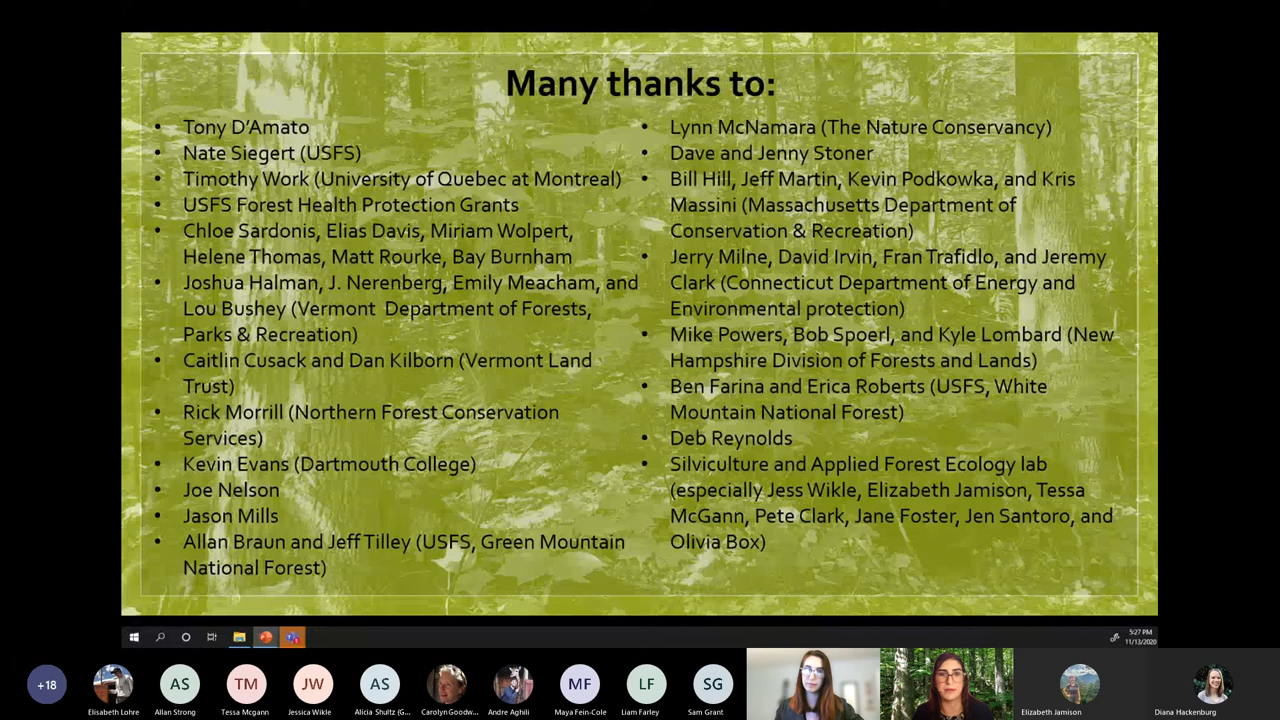 Many thanks to:
• Tony D'Amato
• Nate Siegert (USFS)
• Timothy Work (University of Quebec at Montreal)
• USFS Forest Health Protection Grants
• Chloe Sardonis, Elias Davis, Miriam Wolpert,
Helene Thomas, Matt Rourke, Bay Burnham
• Joshua Halman, J. Nerenberg, Emily Meacham, and
Lou Bushey (Vermont Department of Forests,
Parks & Recreation)
• Caitlin Cusack and Dan Kilborn (Vermont Land
Trust)
• Rick Morrill (Northern Forest Conservation
Services)
• Kevin Evans (Dartmouth College)
• Joe Nelson
• Jason Mills
• Allan Braun and Jeff Tilley (USFS, Green Mountain
National Forest)
• Lynn McNamara (The Nature Conservancy)
• Dave and Jenny Stoner
• Bill Hill, Jeff Martin, Kevin Podkowka, and Kris
Massini (Massachusetts Department of
Conservation & Recreation)
• Jerry Milne, David Irvin, Fran Trafidlo, and Jeremy
Clark (Connecticut Department of Energy and
Environmental protection)
• Mike Powers, Bob Spoerl, and Kyle Lombard (New
Hampshire Division of Forests and Lands)
• Ben Farina and Erica Roberts (USFS, White
Mountain National Forest)
• Deb Reynolds
• Silviculture and Applied Forest Ecology lab
(especially Jess Wikle, Elizabeth Jamison, Tessa
McGann, Pete Clark, Jane Foster, Jen Santoro, and
Olivia Box)
5:27 PM
11/13/2020
+18
AS
TM
JW
AS
MF
LF
SG
Elisabeth Lohre
Allan Strong
Tessa Mcgann
Jessica Wikle
Alicia Shultz (G...
Carolyn Goodw...
Andre Aghili
Maya Fein-Cole
Liam Farley
Sam Grant
Elizabeth Jamison
Diana Hackenburg